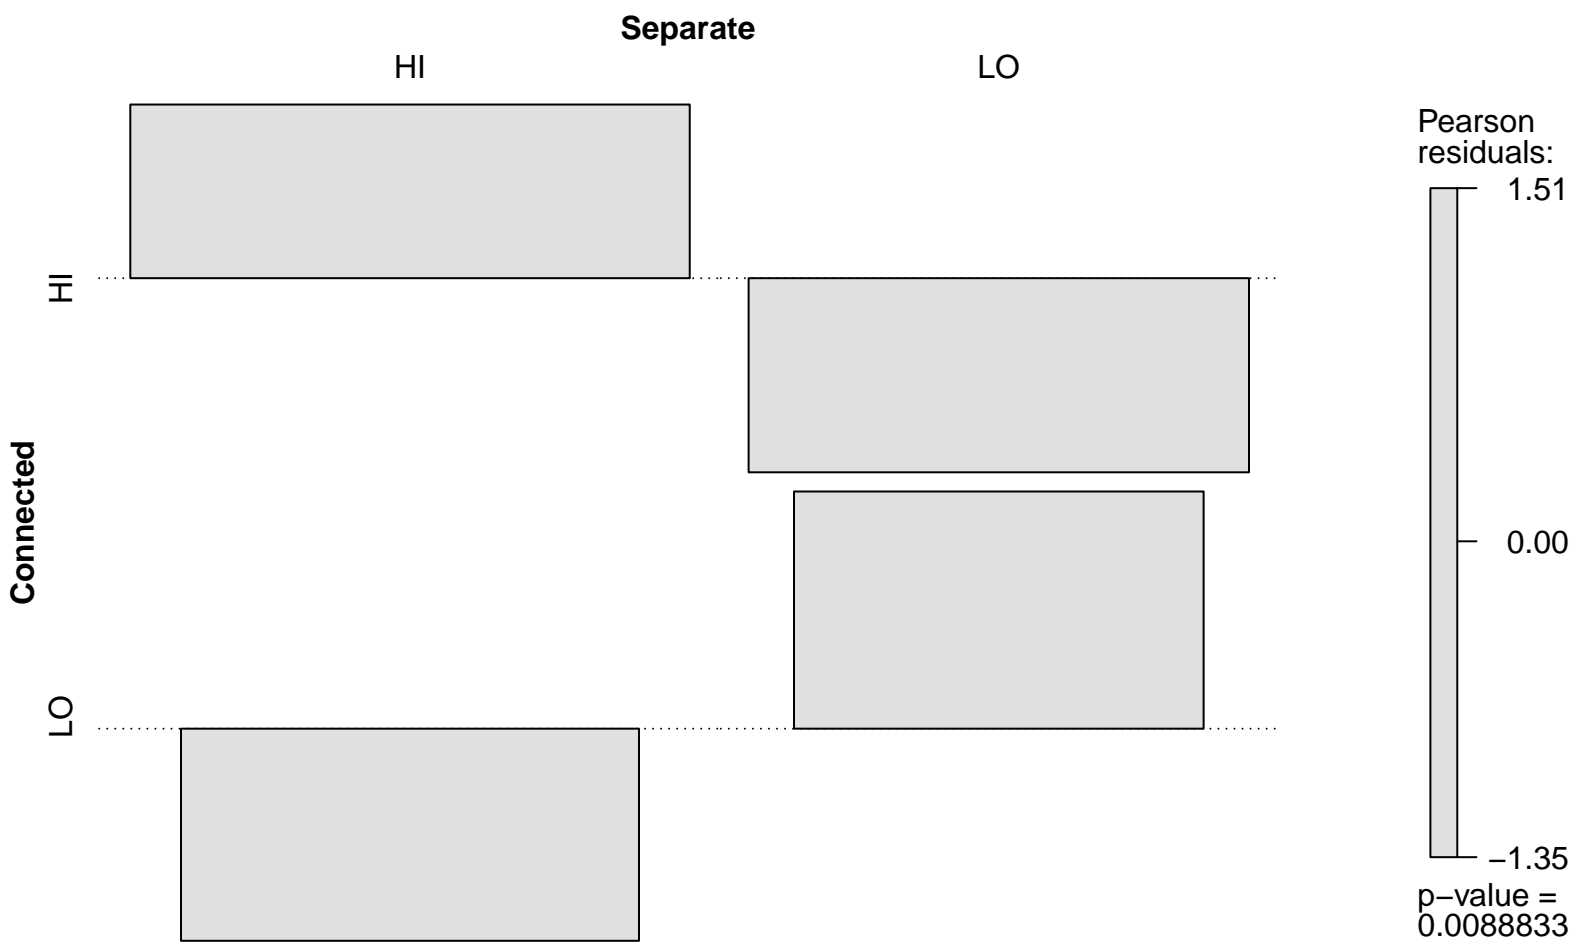 Separate
HI
LO
HI
LO
Connected
Pearson
residuals:
1.51
0.00
−1.35
p−value =
0.0088833